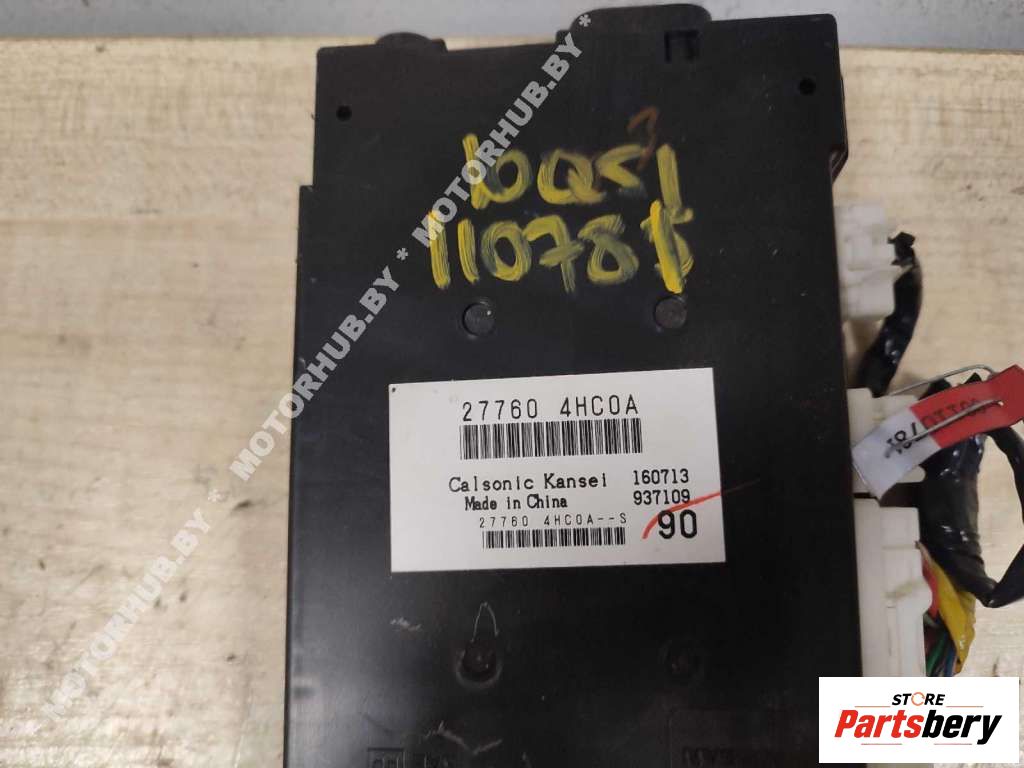 110785
27760 4HC0A
Calsonic Kansei 160713
Made in China 937109
27760 4HC0A--S 90
* MOTORHUB.BY * MOTORHUB.BY * MOTORHUB.BY *
STORE
Partsbery